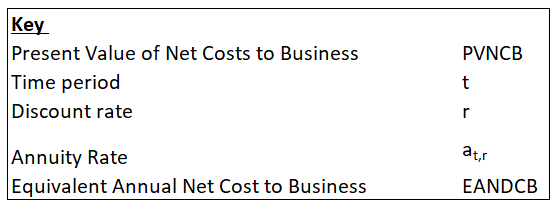 Key
Present Value of Net Costs to Business PVNCB
Time period t
Discount rate r
Annuity Rate at,r
Equivalent Annual Net Cost to Business EANDCB